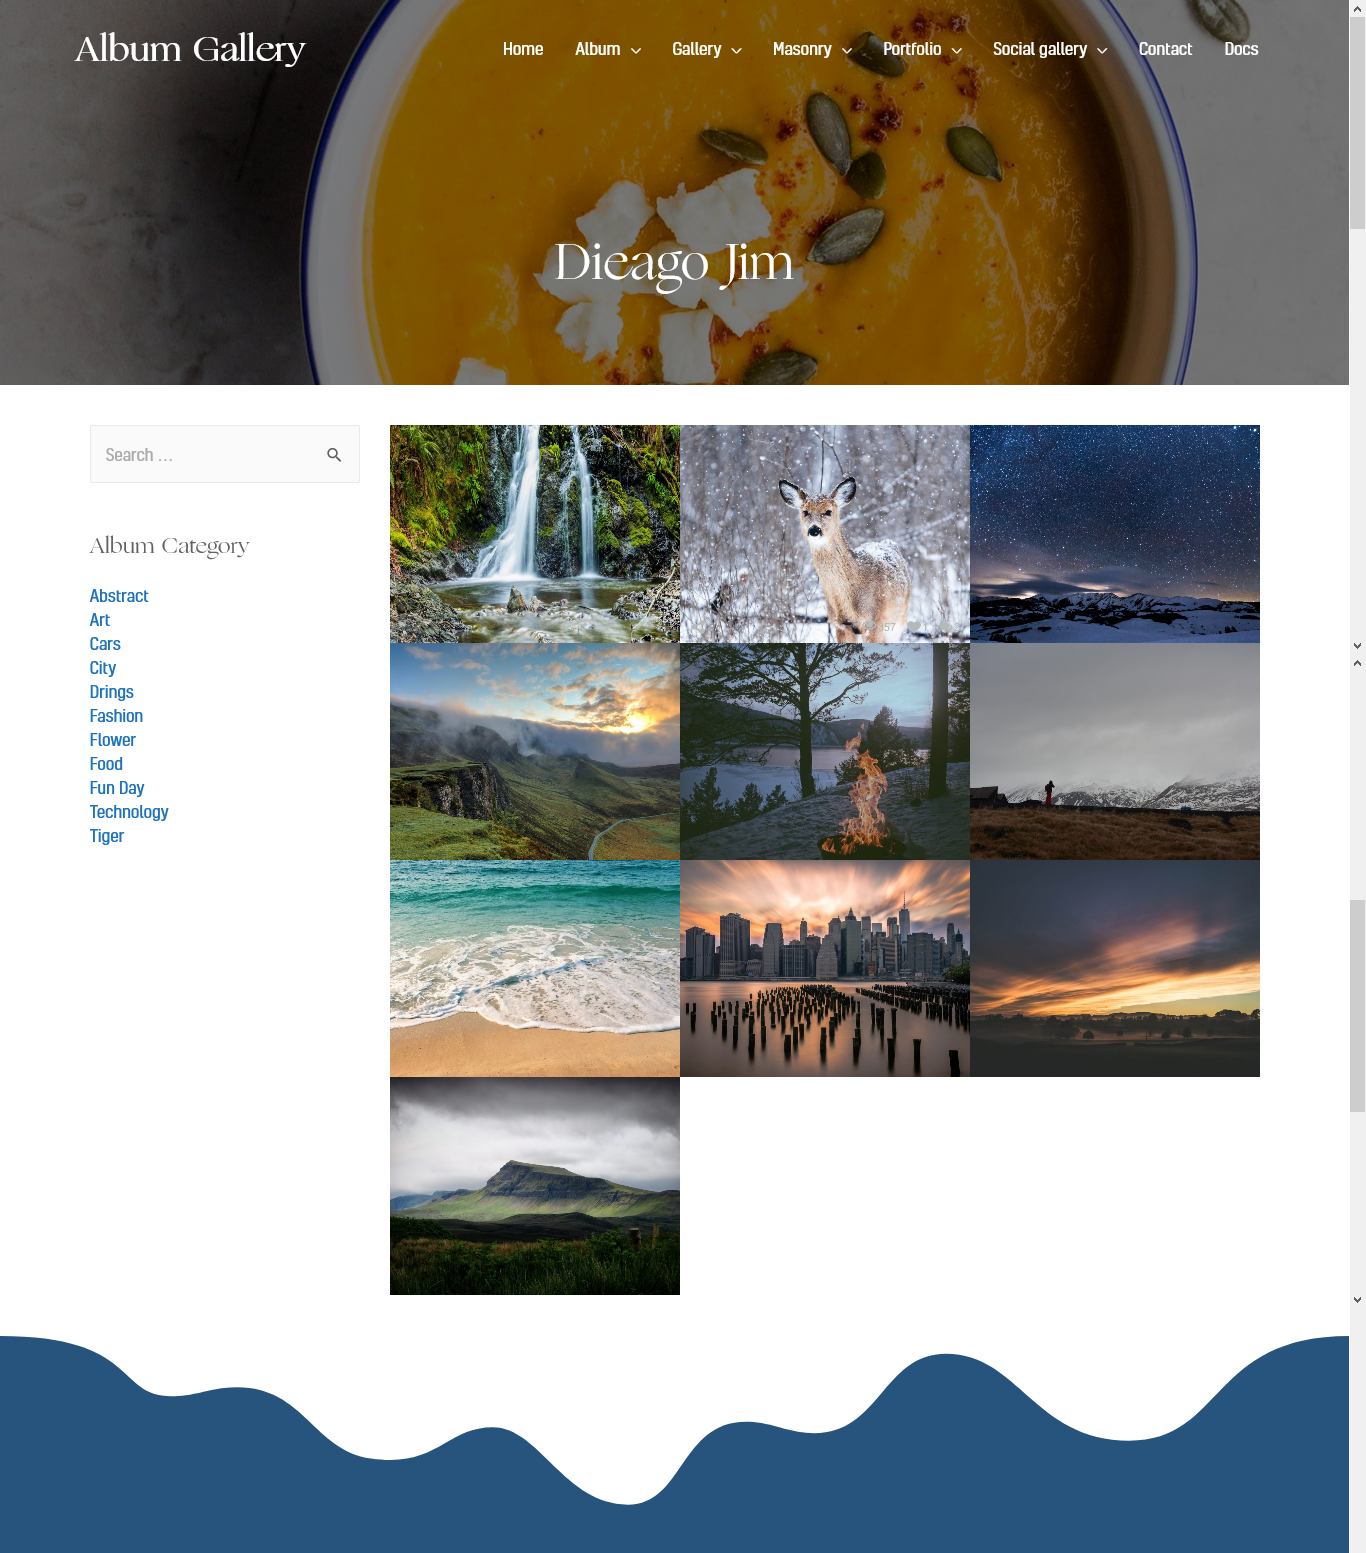 Album Gallery
Home Album Gallery Masonry Portfolio Social gallery Contact Docs
Dieago Jim
Search ...
Album Category
Abstract
Art
Cars
City
Drings
Fashion
Flower
Food
Fun Day
Technology
Tiger